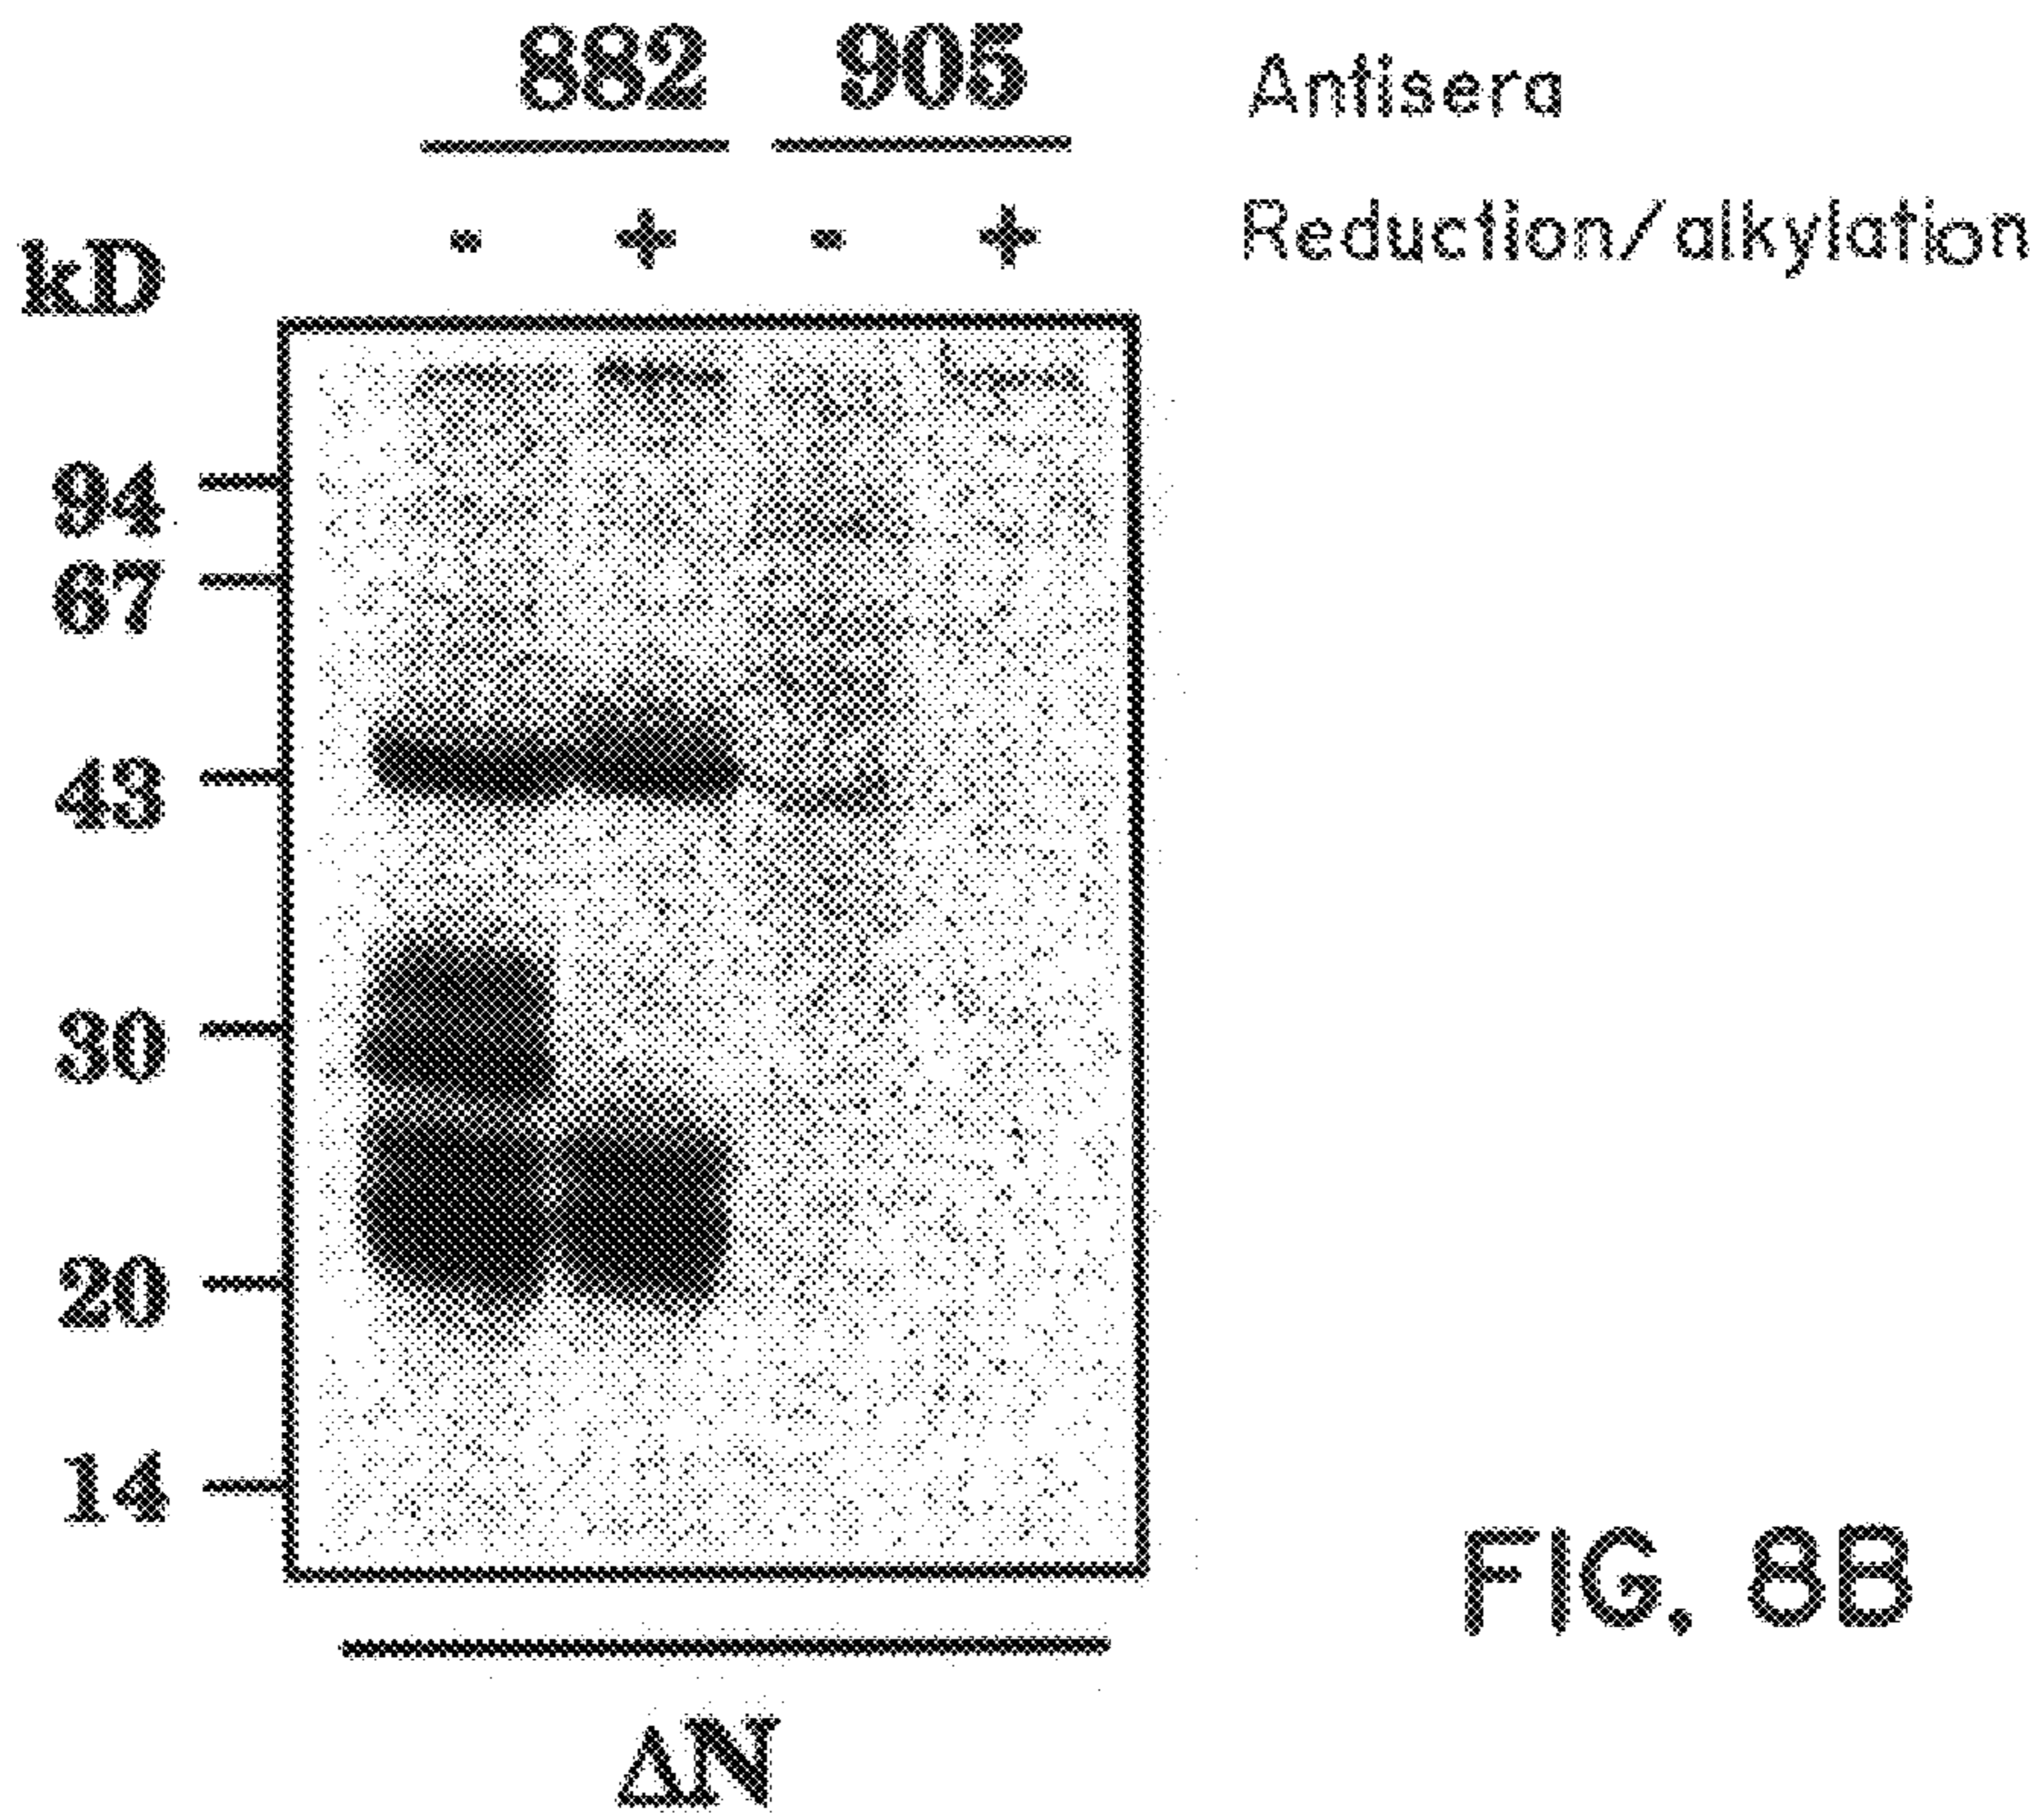 882 905 Antisera
- + - + Reduction/alkylation
kD
94
67
43
30
20
14
FIG. 8B
ΔN